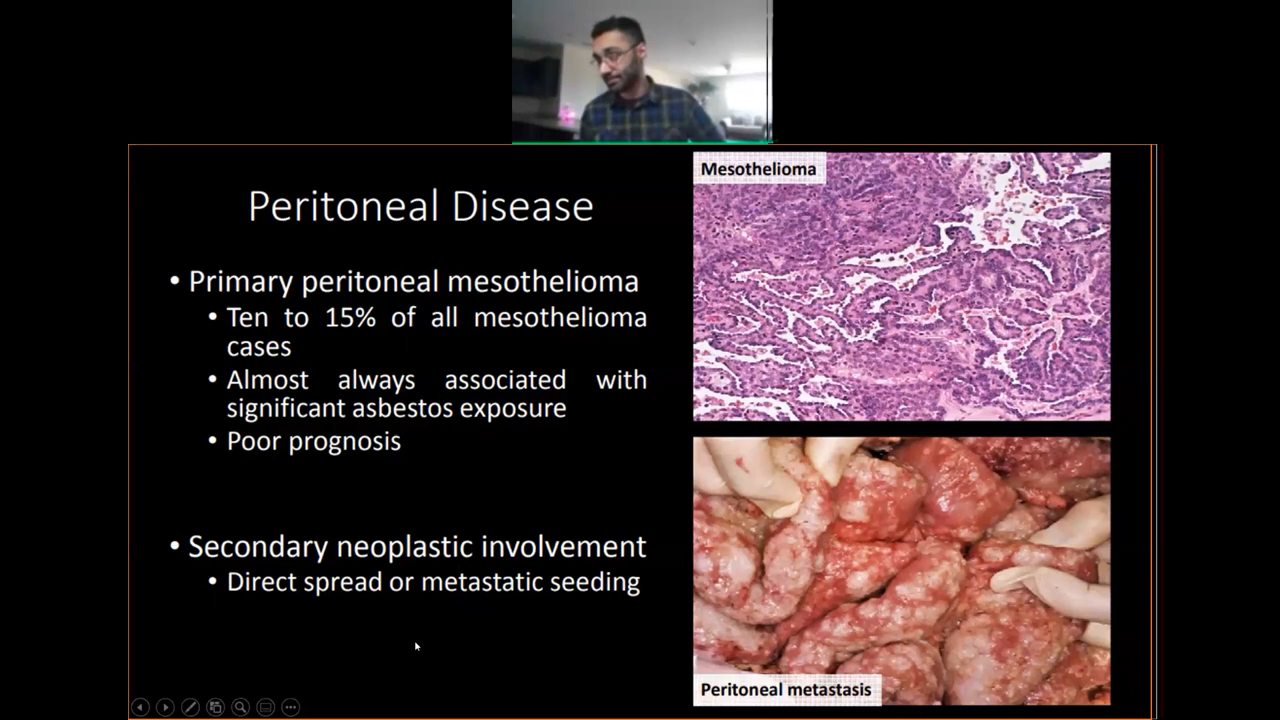 Peritoneal Disease
• Primary peritoneal mesothelioma
• Ten to 15% of all mesothelioma
cases
• Almost always associated with
significant asbestos exposure
• Poor prognosis
• Secondary neoplastic involvement
• Direct spread or metastatic seeding
Mesothelioma
Peritoneal metastasis